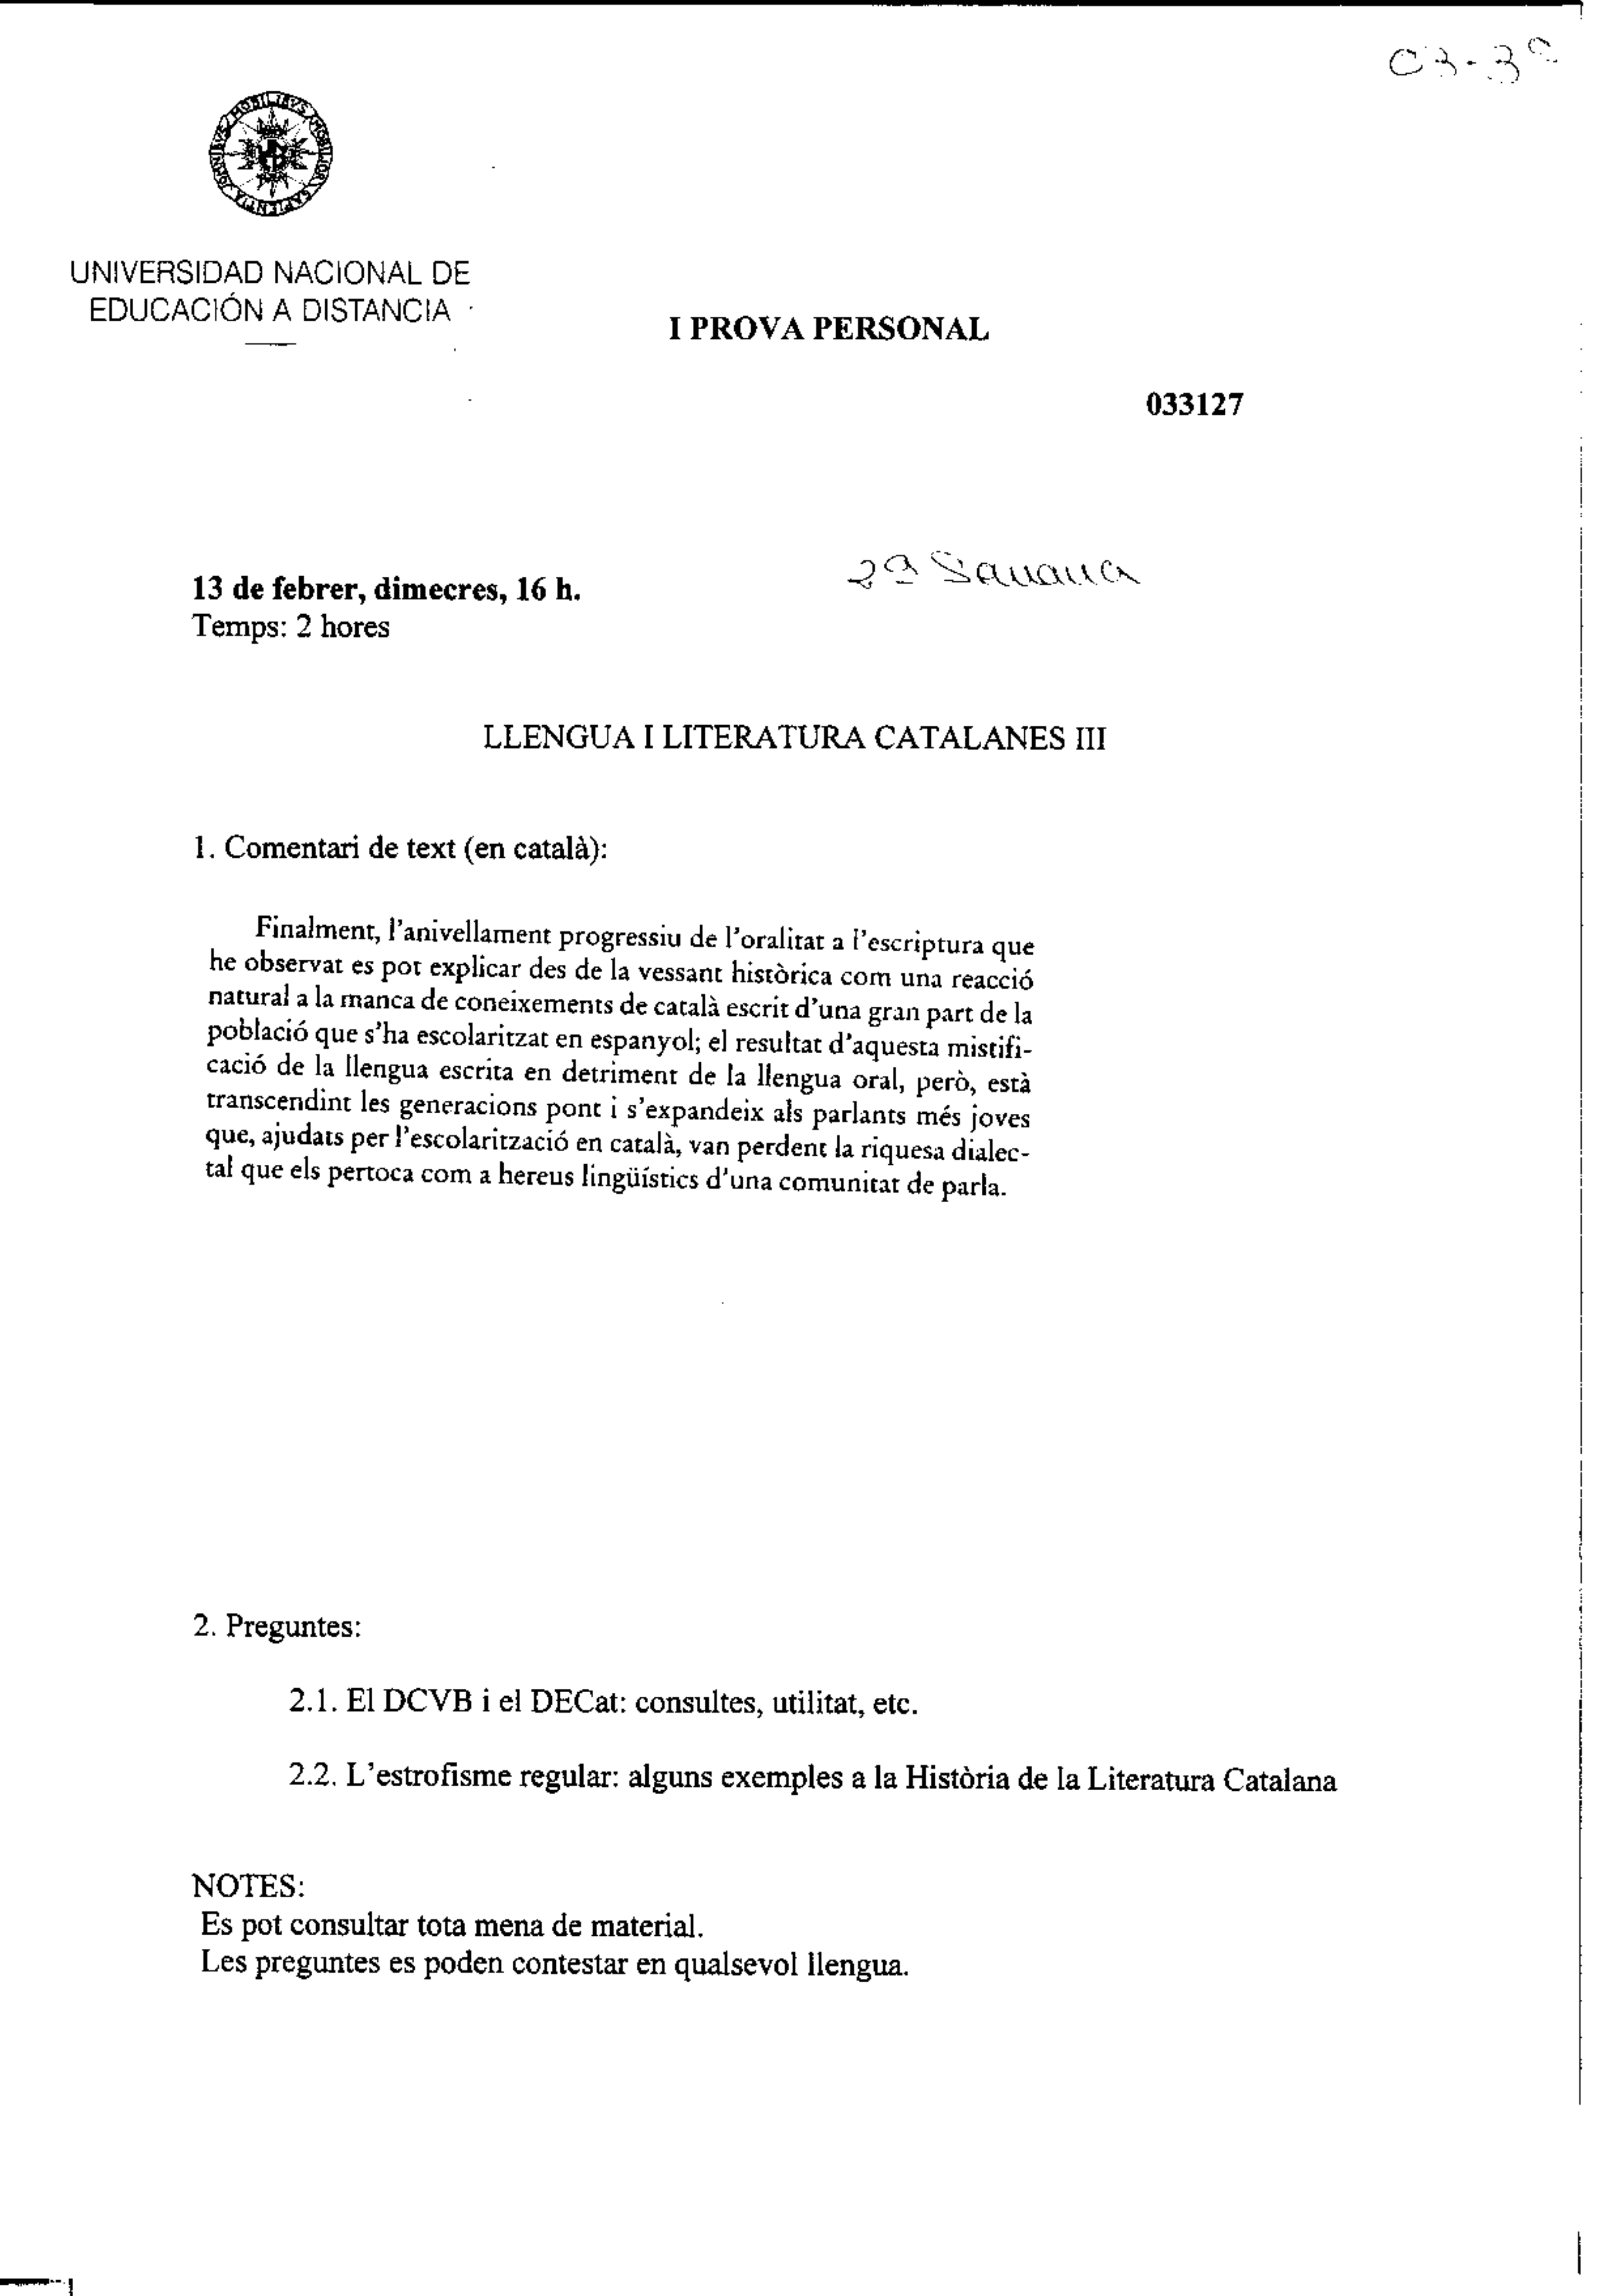 C3-3º
UNIVERSIDAD NACIONAL DE
EDUCACIÓN A DISTANCIA
I PROVA PERSONAL
033127
2ª Semana
13 de febrer, dimecres, 16 h.
Temps: 2 hores
LLENGUA I LITERATURA CATALANES III
1. Comentari de text (en català):
Finalment, l'anivellament progressiu de l'oralitat a l'escriptura que
he observat es pot explicar des de la vessant històrica com una reacció
natural a la manca de coneixements de català escrit d'una gran part de la
població que s'ha escolaritzat en espanyol; el resultat d'aquesta mistifi-
cació de la llengua escrita en detriment de la llengua oral, però, està
transcendint les generacions pont i s'expandeix als parlants més joves
que, ajudats per l'escolarització en català, van perdent la riquesa dialec-
tal que els pertoca com a hereus lingüístics d'una comunitat de parla.
2. Preguntes:
2.1. El DCVB i el DECat: consultes, utilitat, etc.
2.2. L'estrofisme regular: alguns exemples a la Història de la Literatura Catalana
NOTES:
Es pot consultar tota mena de material.
Les preguntes es poden contestar en qualsevol llengua.